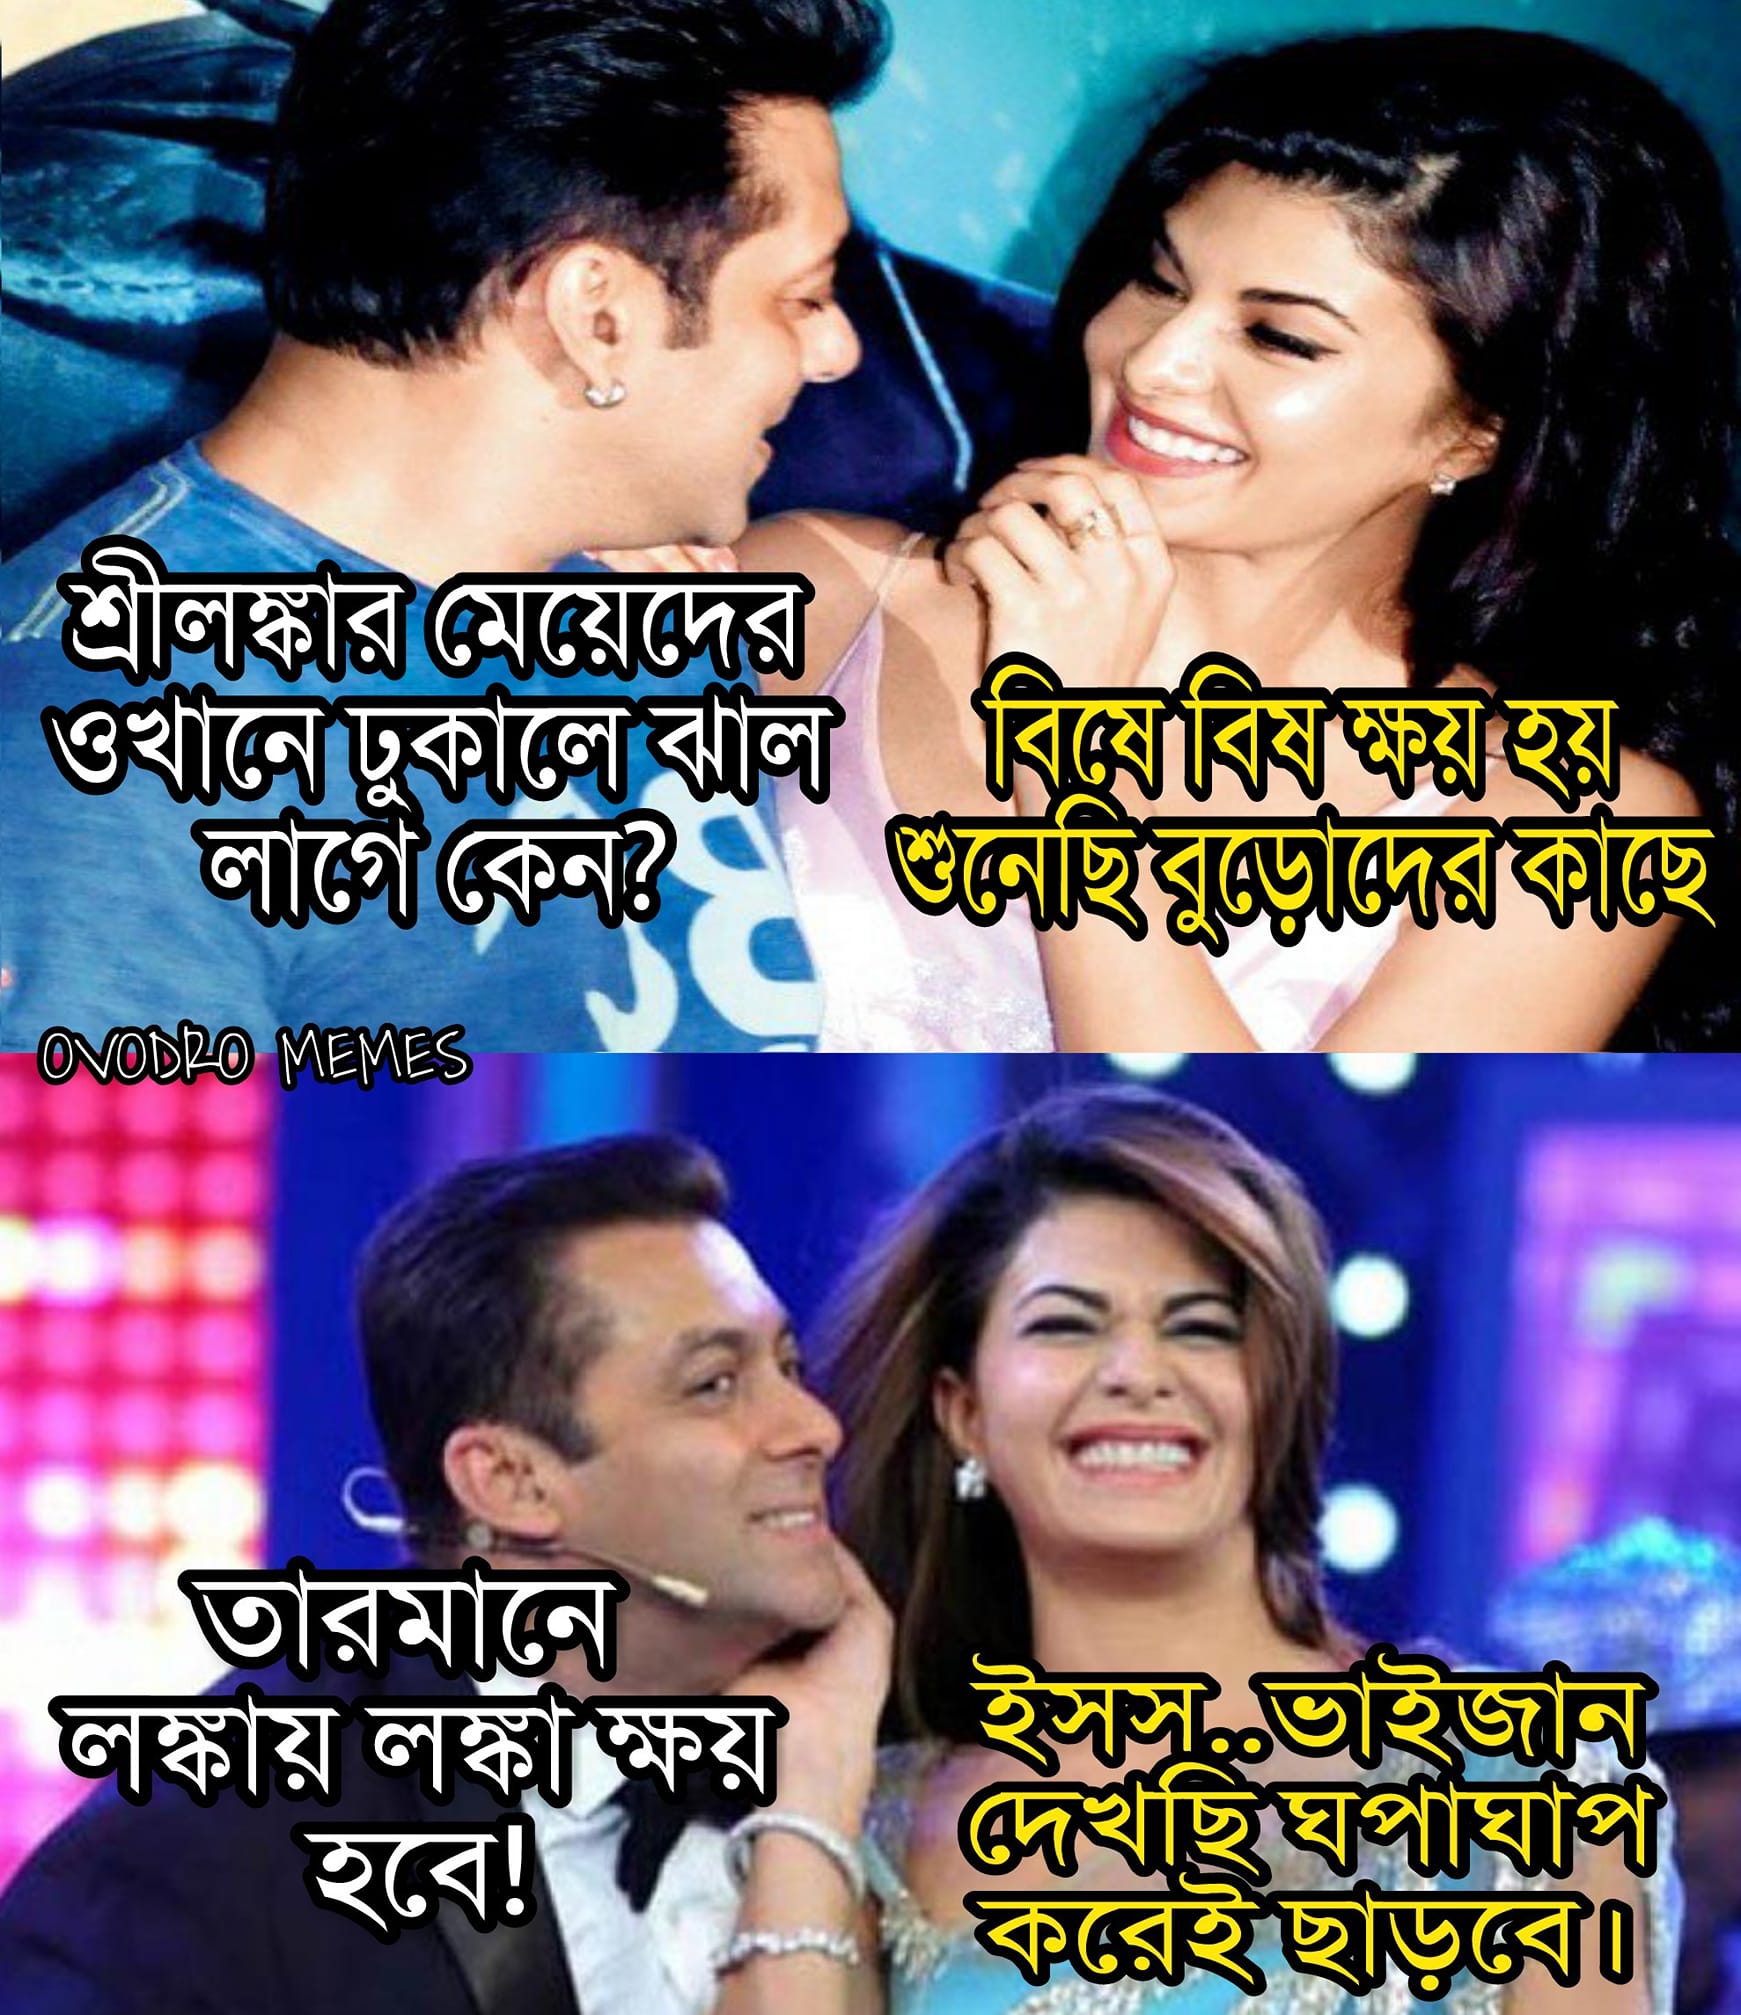 শ্রীলঙ্কার মেয়েদের
ওখানে ঢুকালে ঝাল
লাগে কেন?
বিষে বিষ ক্ষয় হয়
শুনেছি বুড়োদের কাছে
OVODRO MEMES
তারমানে
লঙ্কায় লঙ্কা ক্ষয়
হবে!
ইসস..ভাইজান
দেখছি ঘপাঘাপ
করেই ছাড়বে।